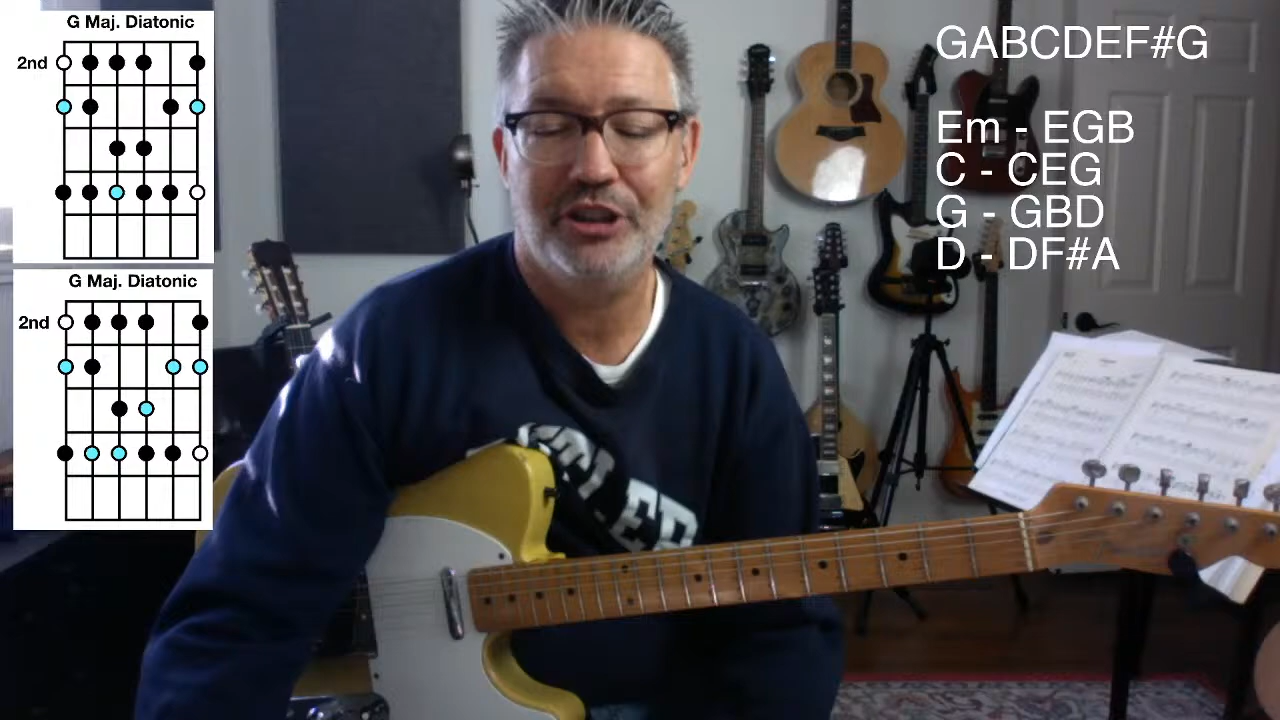 G Maj. Diatonic
2nd
G Maj. Diatonic
2nd
GABCDEF#G
Em - EGB
C - CEG
G - GBD
D - DF#A